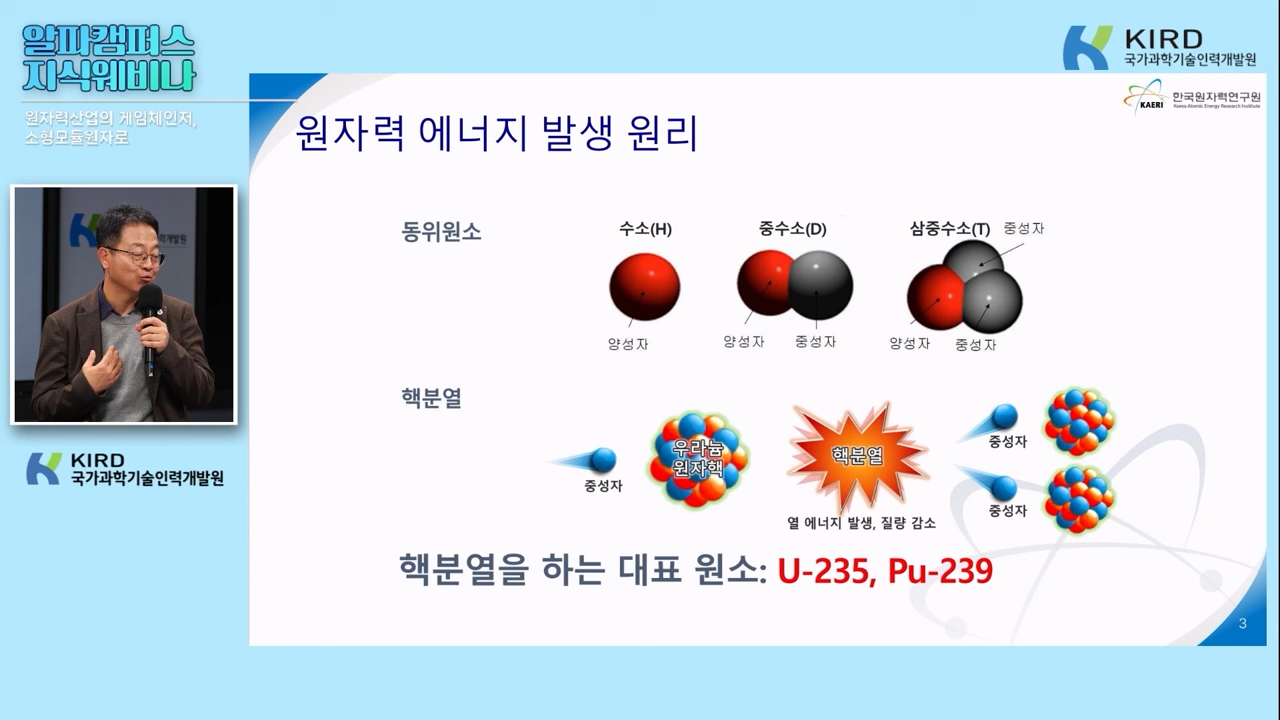 알파캠퍼스
지식웨비나
원자력산업의 게임체인저,
소형모듈원자로
KIRD
국가과학기술인력개발원
KAERI
한국원자력연구원
Korea Atomic Energy Research Institute
원자력 에너지 발생 원리
동위원소
수소(H)
중수소(D)
삼중수소(T)
중성자
양성자
양성자
중성자
양성자
중성자
핵분열
중성자
우라늄
원자핵
핵분열
열 에너지 발생, 질량 감소
중성자
중성자
핵분열을 하는 대표 원소: U-235, Pu-239
3
KIRD
국가과학기술인력개발원